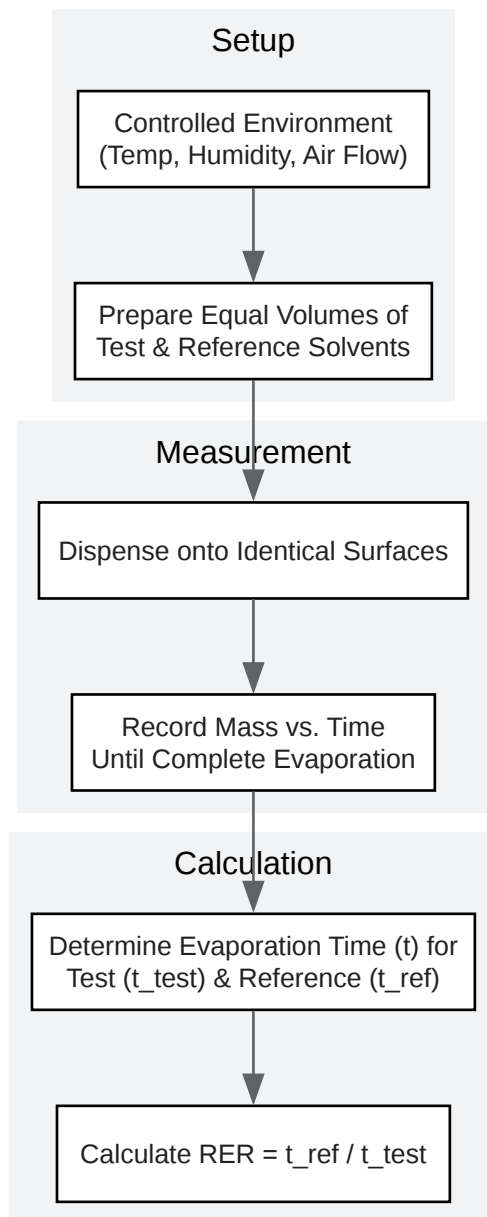 Setup
Controlled Environment
(Temp, Humidity, Air Flow)
Prepare Equal Volumes of
Test & Reference Solvents
Measurement
Dispense onto Identical Surfaces
Record Mass vs. Time
Until Complete Evaporation
Calculation
Determine Evaporation Time (t) for
Test (t_test) & Reference (t_ref)
Calculate RER = t_ref / t_test